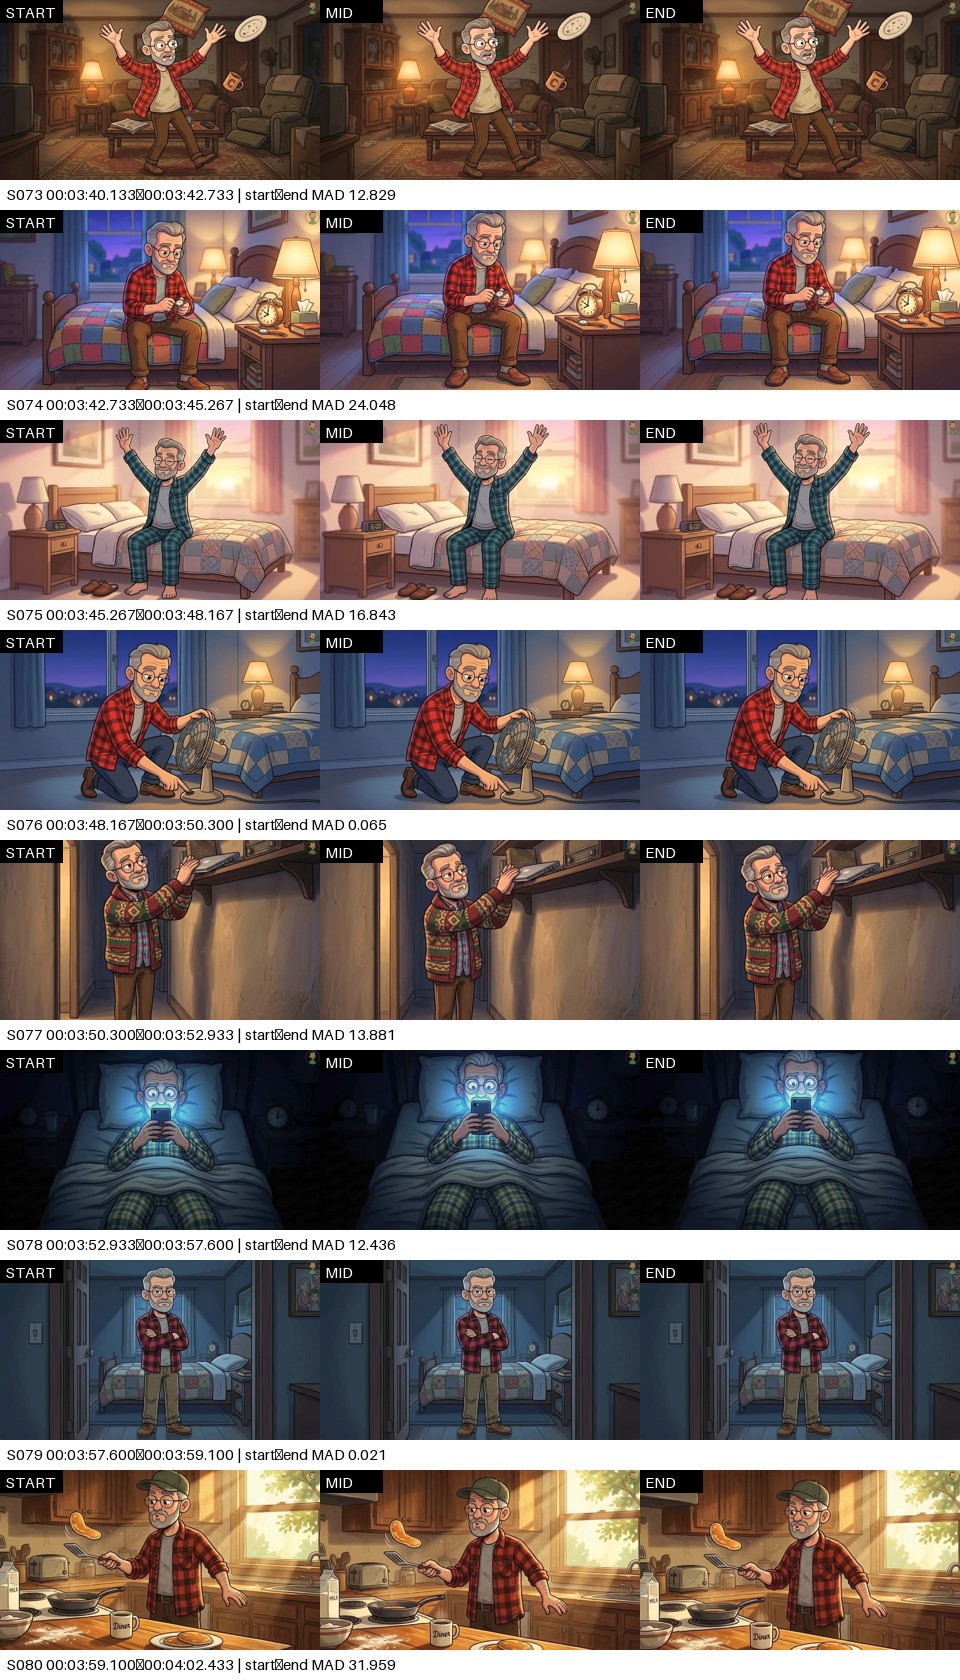 START MID END
S073 00:03:40.133→00:03:42.733 | start→end MAD 12.829
START MID END
S074 00:03:42.733→00:03:45.267 | start→end MAD 24.048
START MID END
S075 00:03:45.267→00:03:48.167 | start→end MAD 16.843
START MID END
S076 00:03:48.167→00:03:50.300 | start→end MAD 0.065
START MID END
S077 00:03:50.300→00:03:52.933 | start→end MAD 13.881
START MID END
S078 00:03:52.933→00:03:57.600 | start→end MAD 12.436
START MID END
S079 00:03:57.600→00:03:59.100 | start→end MAD 0.021
START MID END
MILK MILK
Diner Diner Diner
S080 00:03:59.100→00:04:02.433 | start→end MAD 31.959